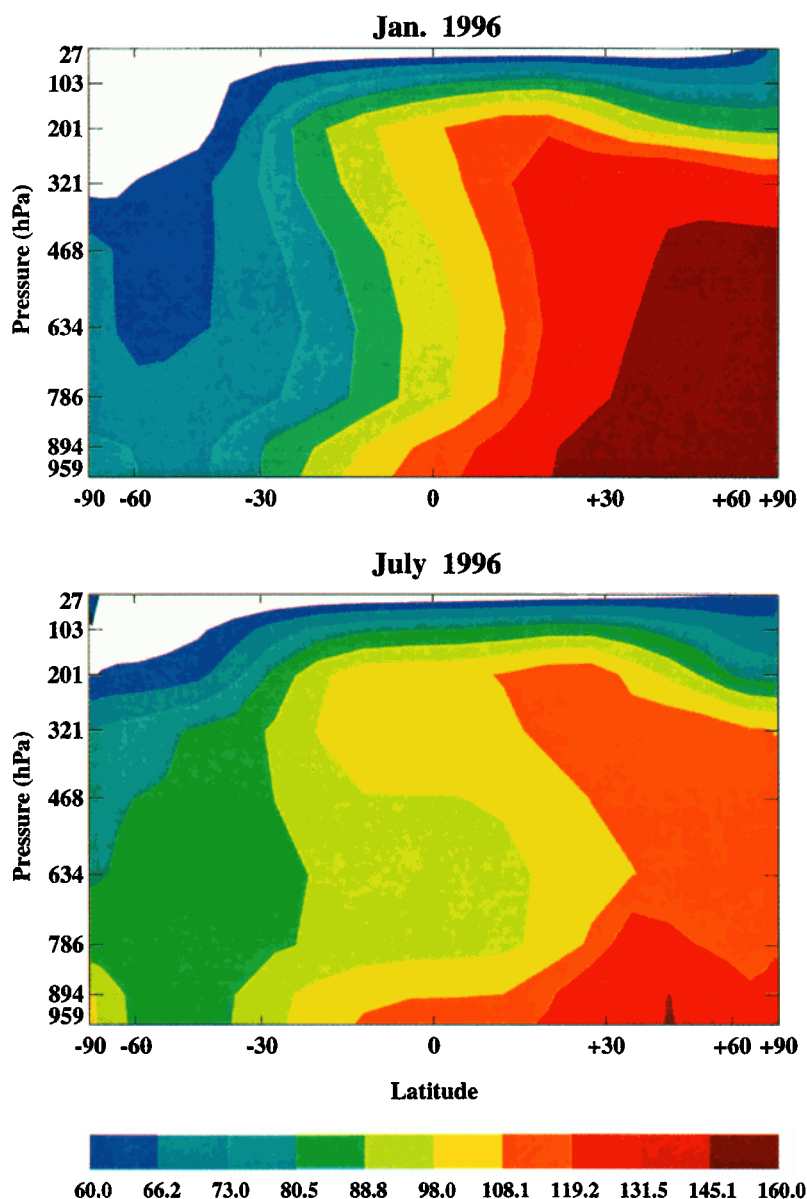 Jan. 1996
27
103
201
321
468
634
786
894
959
Pressure (hPa)
-90 -60 -30 0 +30 +60 +90
July 1996
27
103
201
321
468
634
786
894
959
Pressure (hPa)
-90 -60 -30 0 +30 +60 +90
Latitude
60.0 66.2 73.0 80.5 88.8 98.0 108.1 119.2 131.5 145.1 160.0